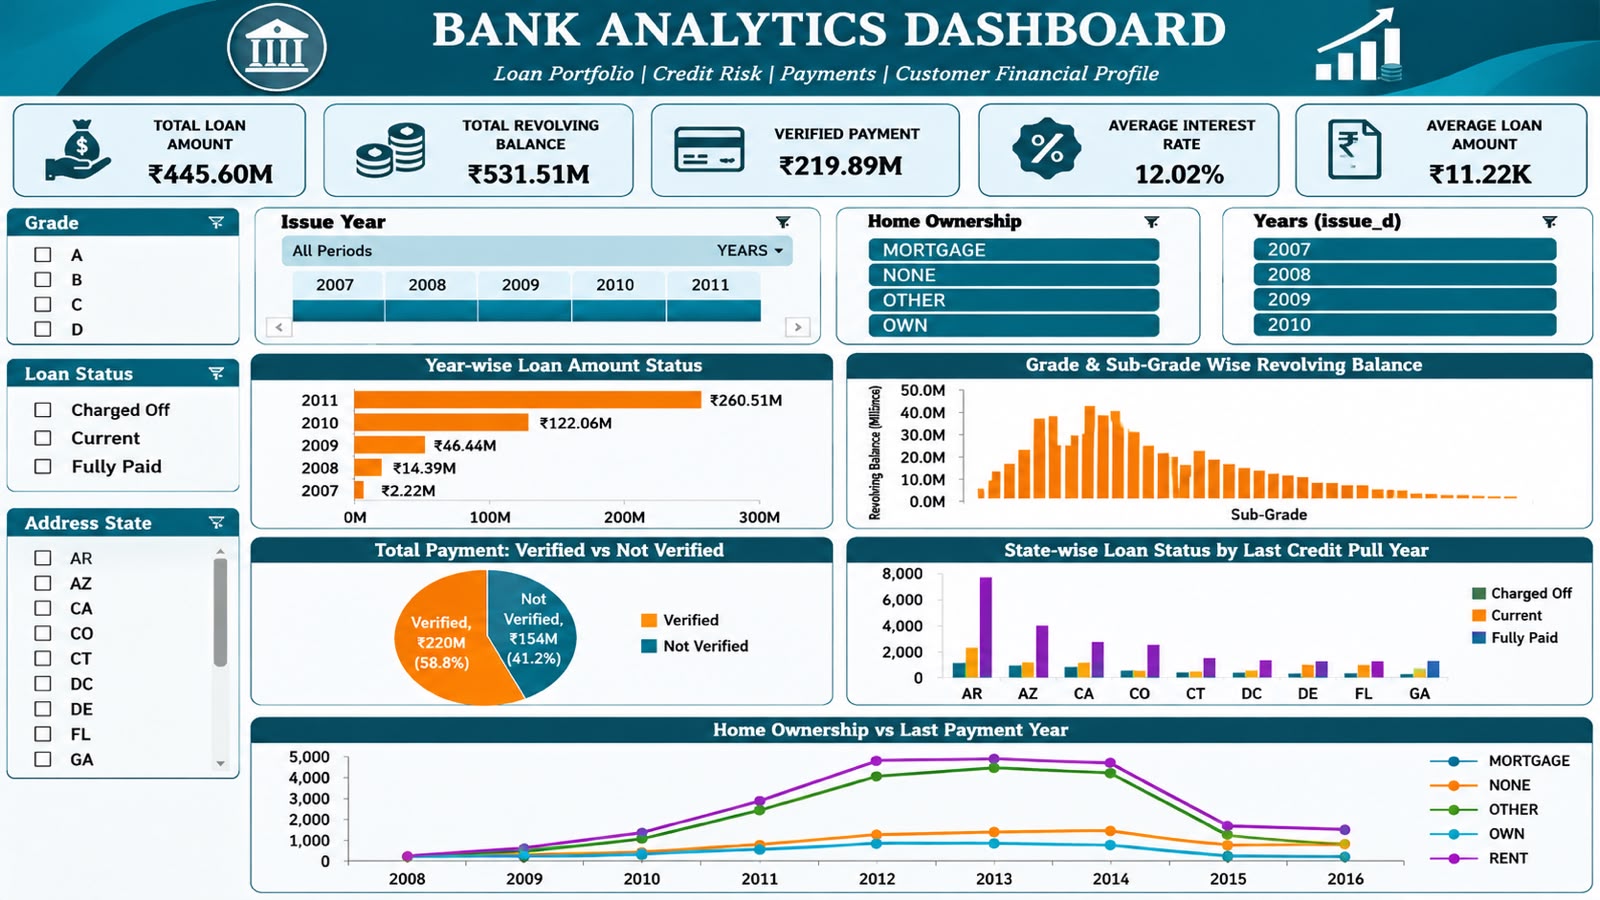 BANK ANALYTICS DASHBOARD
Loan Portfolio | Credit Risk | Payments | Customer Financial Profile
TOTAL LOAN
AMOUNT
₹445.60M
TOTAL REVOLVING
BALANCE
₹531.51M
VERIFIED PAYMENT
₹219.89M
AVERAGE INTEREST
RATE
12.02%
AVERAGE LOAN
AMOUNT
₹11.22K
Grade
A
B
C
D
Issue Year
All Periods YEARS
2007 2008 2009 2010 2011
Home Ownership
MORTGAGE
NONE
OTHER
OWN
Years (issue_d)
2007
2008
2009
2010
Loan Status
Charged Off
Current
Fully Paid
Address State
AR
AZ
CA
CO
CT
DC
DE
FL
GA
Year-wise Loan Amount Status
2011 ₹260.51M
2010 ₹122.06M
2009 ₹46.44M
2008 ₹14.39M
2007 ₹2.22M
0M 100M 200M 300M
Grade & Sub-Grade Wise Revolving Balance
Revolving Balance
50.0M
40.0M
30.0M
20.0M
10.0M
0.0M
Sub-Grade
Total Payment: Verified vs Not Verified
Verified,
₹220M
(58.8%)
Not
Verified,
₹154M
(41.2%)
Verified
Not Verified
State-wise Loan Status by Last Credit Pull Year
8,000
6,000
4,000
2,000
0
AR AZ CA CO CT DC DE FL GA
Charged Off
Current
Fully Paid
Home Ownership vs Last Payment Year
5,000
4,000
3,000
2,000
1,000
0
2008 2009 2010 2011 2012 2013 2014 2015 2016
MORTGAGE
NONE
OTHER
OWN
RENT